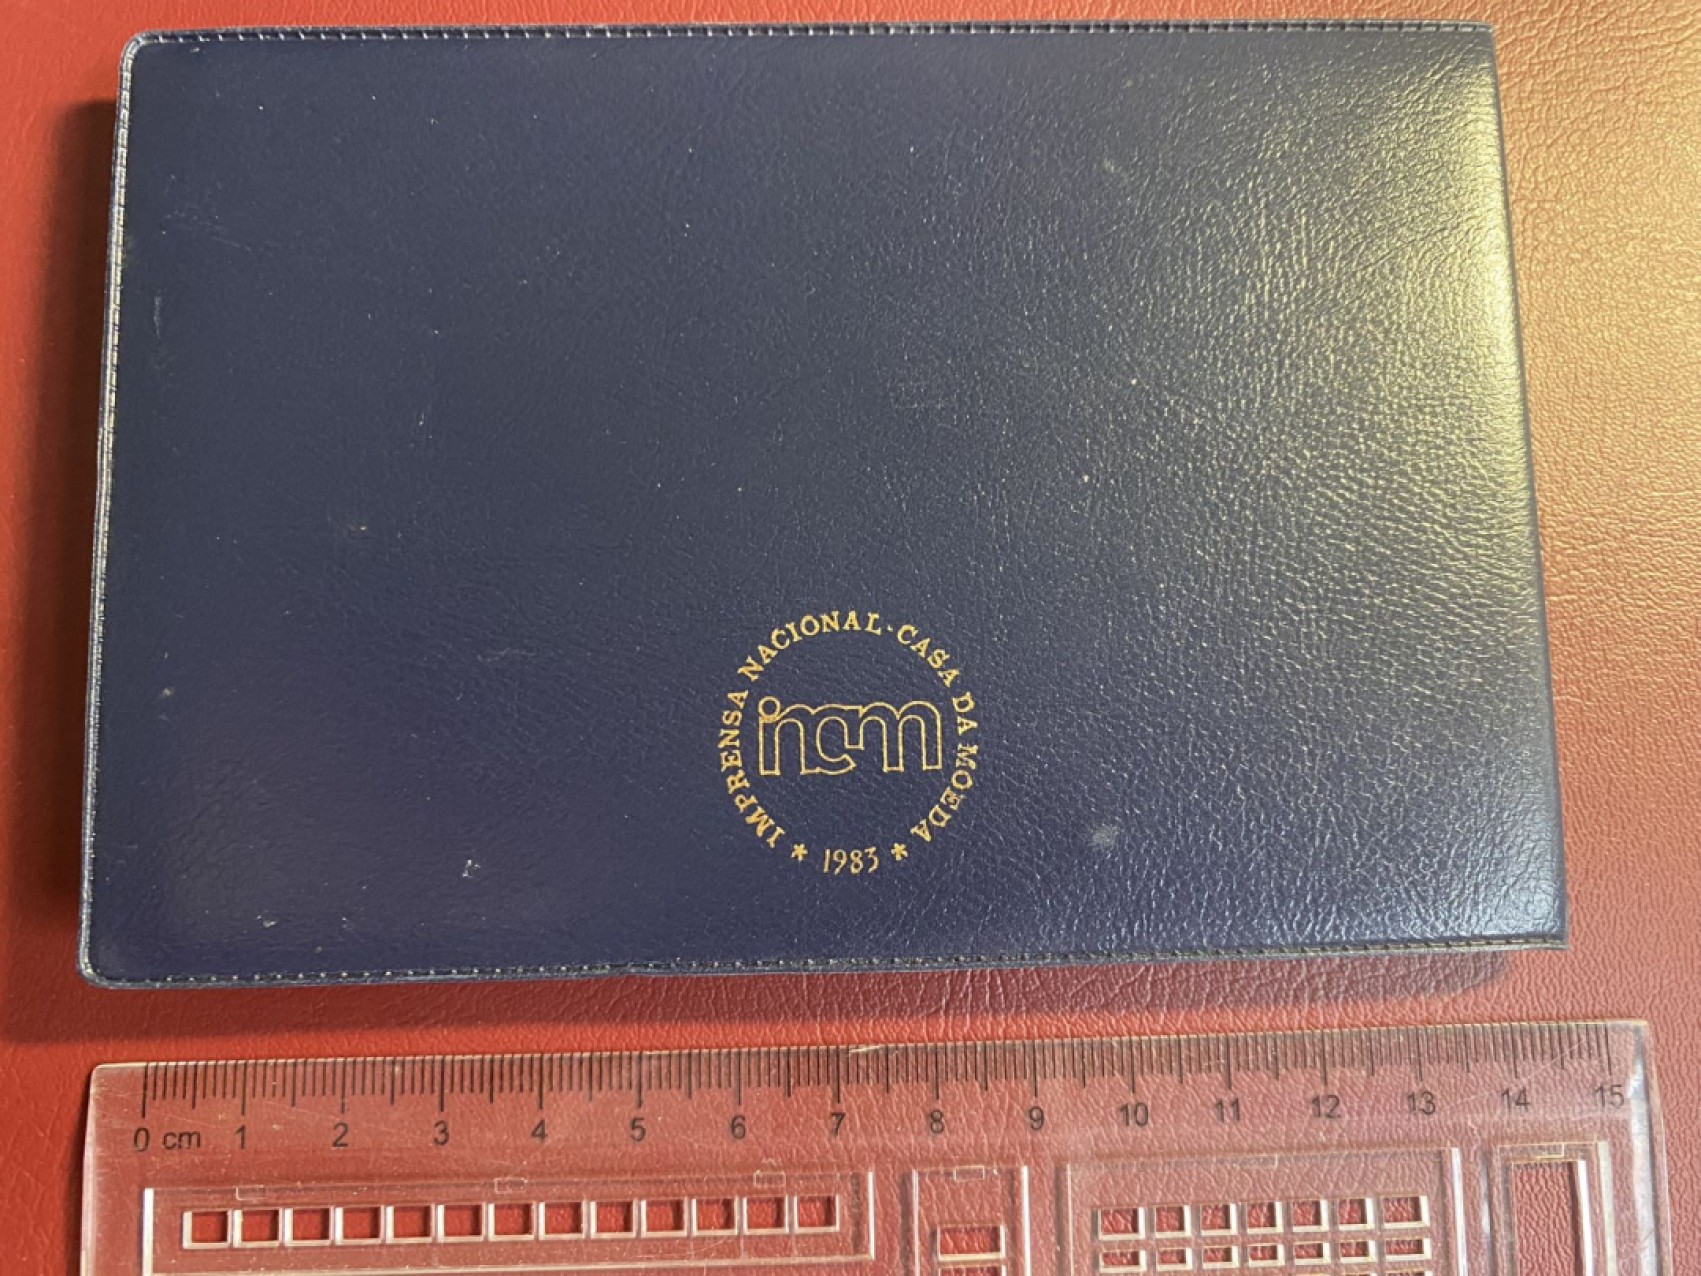 IMPRENSA NACIONAL-CASA DA MOEDA
incm
* 1983 *
0 cm 1 2 3 4 5 6 7 8 9 10 11 12 13 14 15